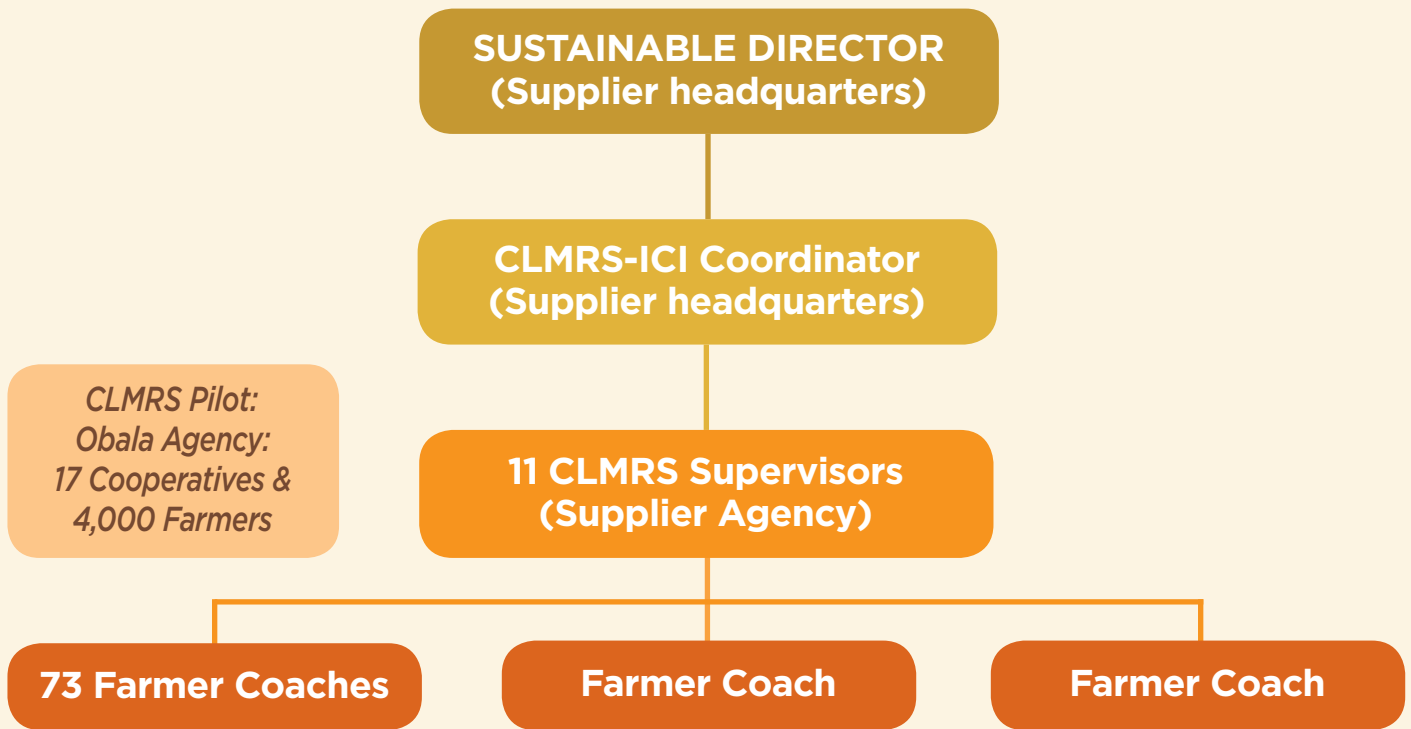 SUSTAINABLE DIRECTOR
(Supplier headquarters)
CLMRS-ICI Coordinator
(Supplier headquarters)
CLMRS Pilot:
Obala Agency:
17 Cooperatives &
4,000 Farmers
11 CLMRS Supervisors
(Supplier Agency)
73 Farmer Coaches
Farmer Coach
Farmer Coach